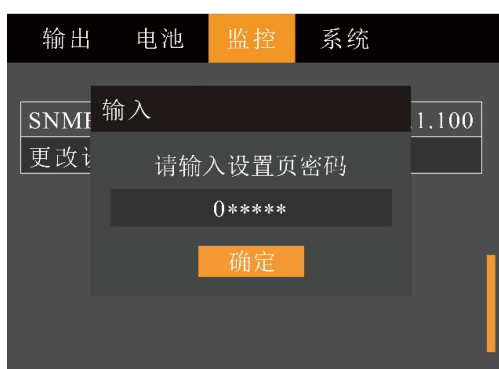 输出 电池 监控 系统
输入
SNMP 1.100
更改
请输入设置页密码
0*****
确定